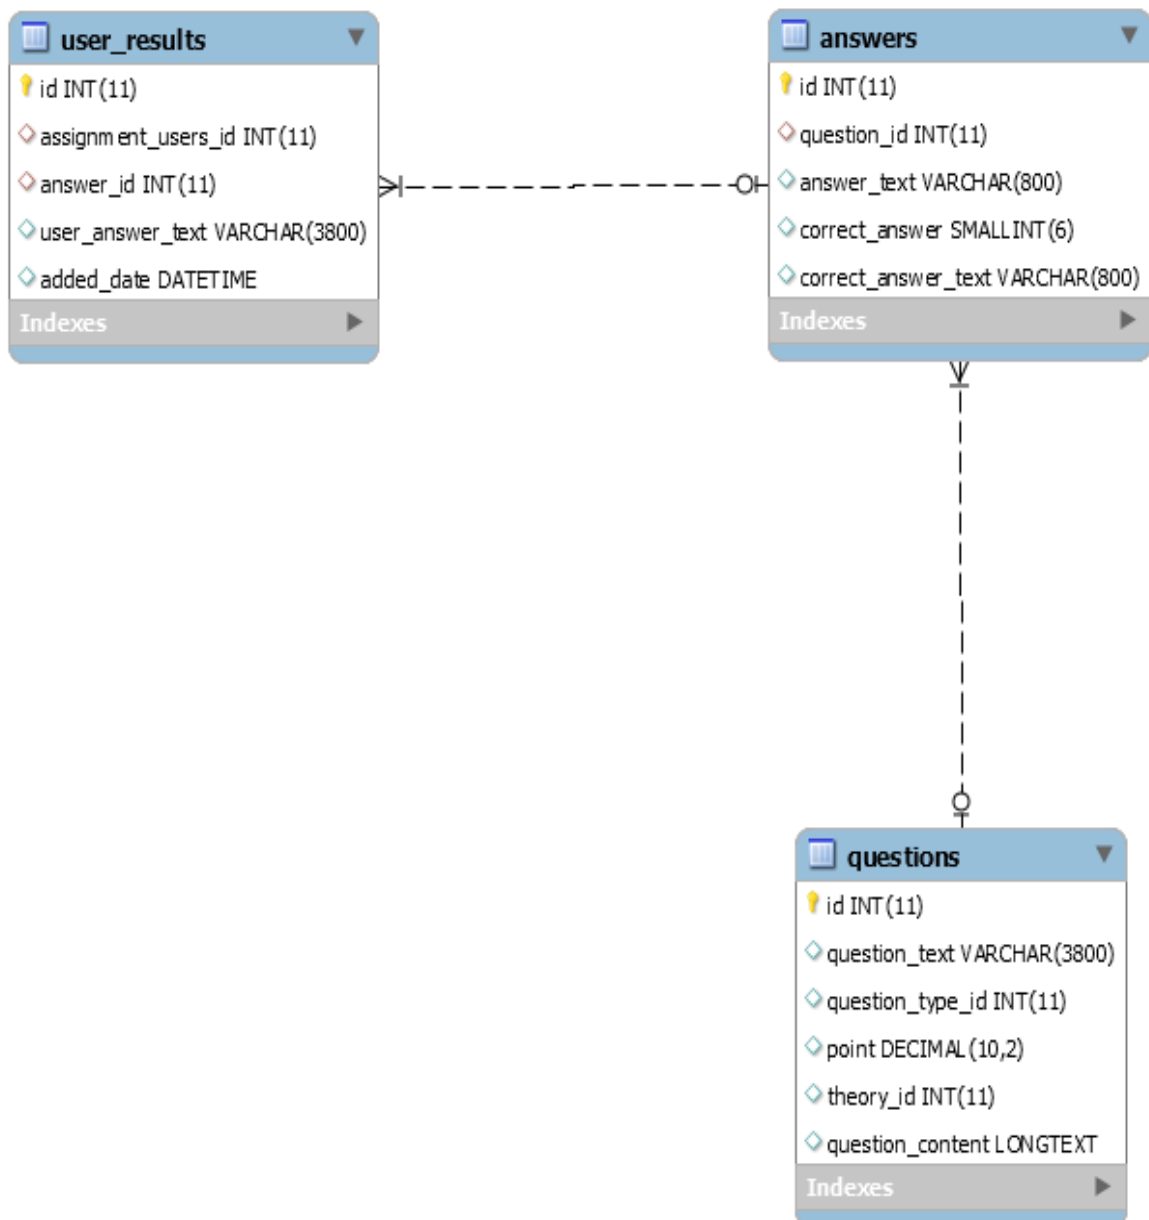 user_results
id INT(11)
assignment_users_id INT(11)
answer_id INT(11)
user_answer_text VARCHAR(3800)
added_date DATETIME
Indexes
answers
id INT(11)
question_id INT(11)
answer_text VARCHAR(800)
correct_answer SMALLINT(6)
correct_answer_text VARCHAR(800)
Indexes
questions
id INT(11)
question_text VARCHAR(3800)
question_type_id INT(11)
point DECIMAL(10,2)
theory_id INT(11)
question_content LONGTEXT
Indexes